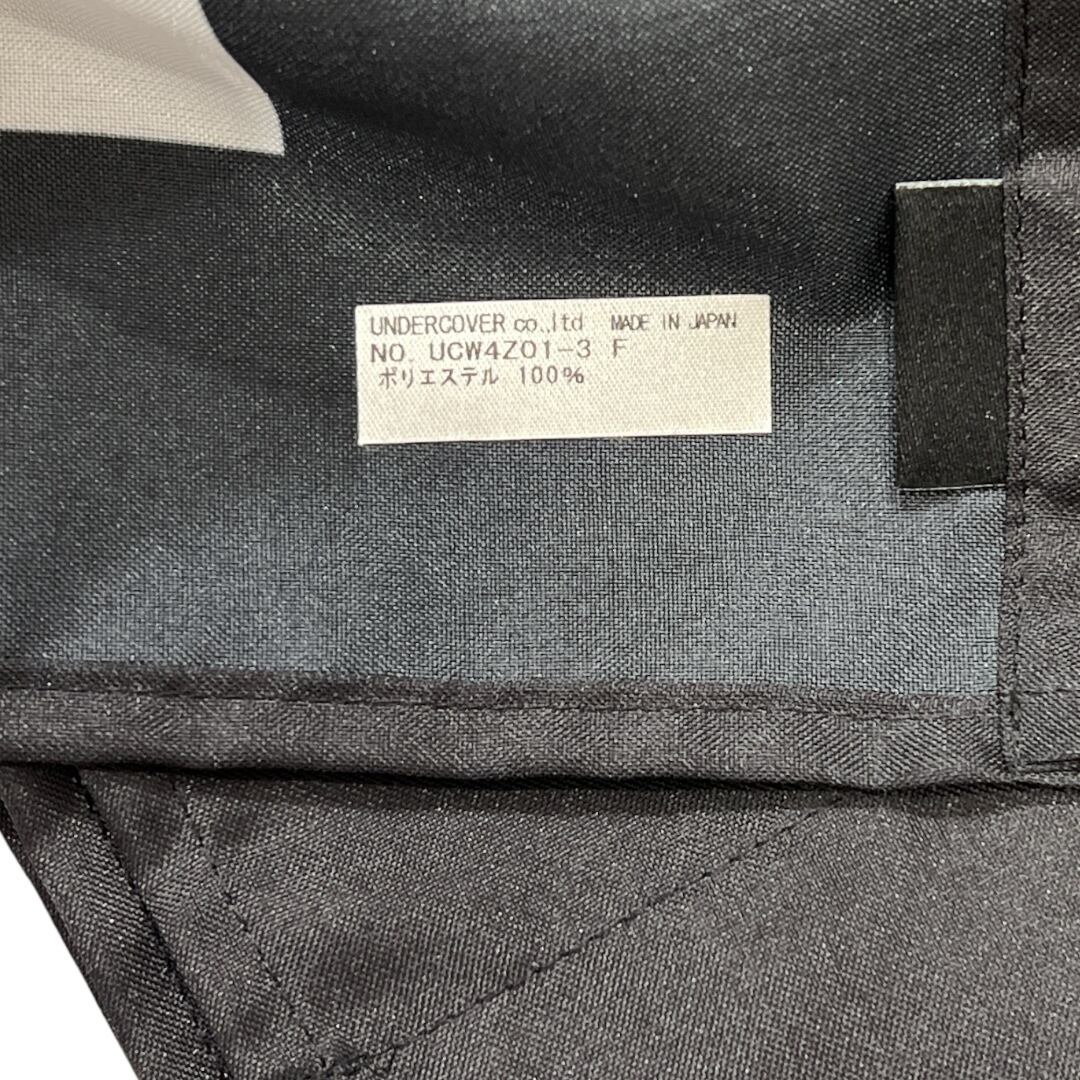 UNDERCOVER co.,ltd MADE IN JAPAN
NO. UCW4Z01-3 F
ポリエステル 100%